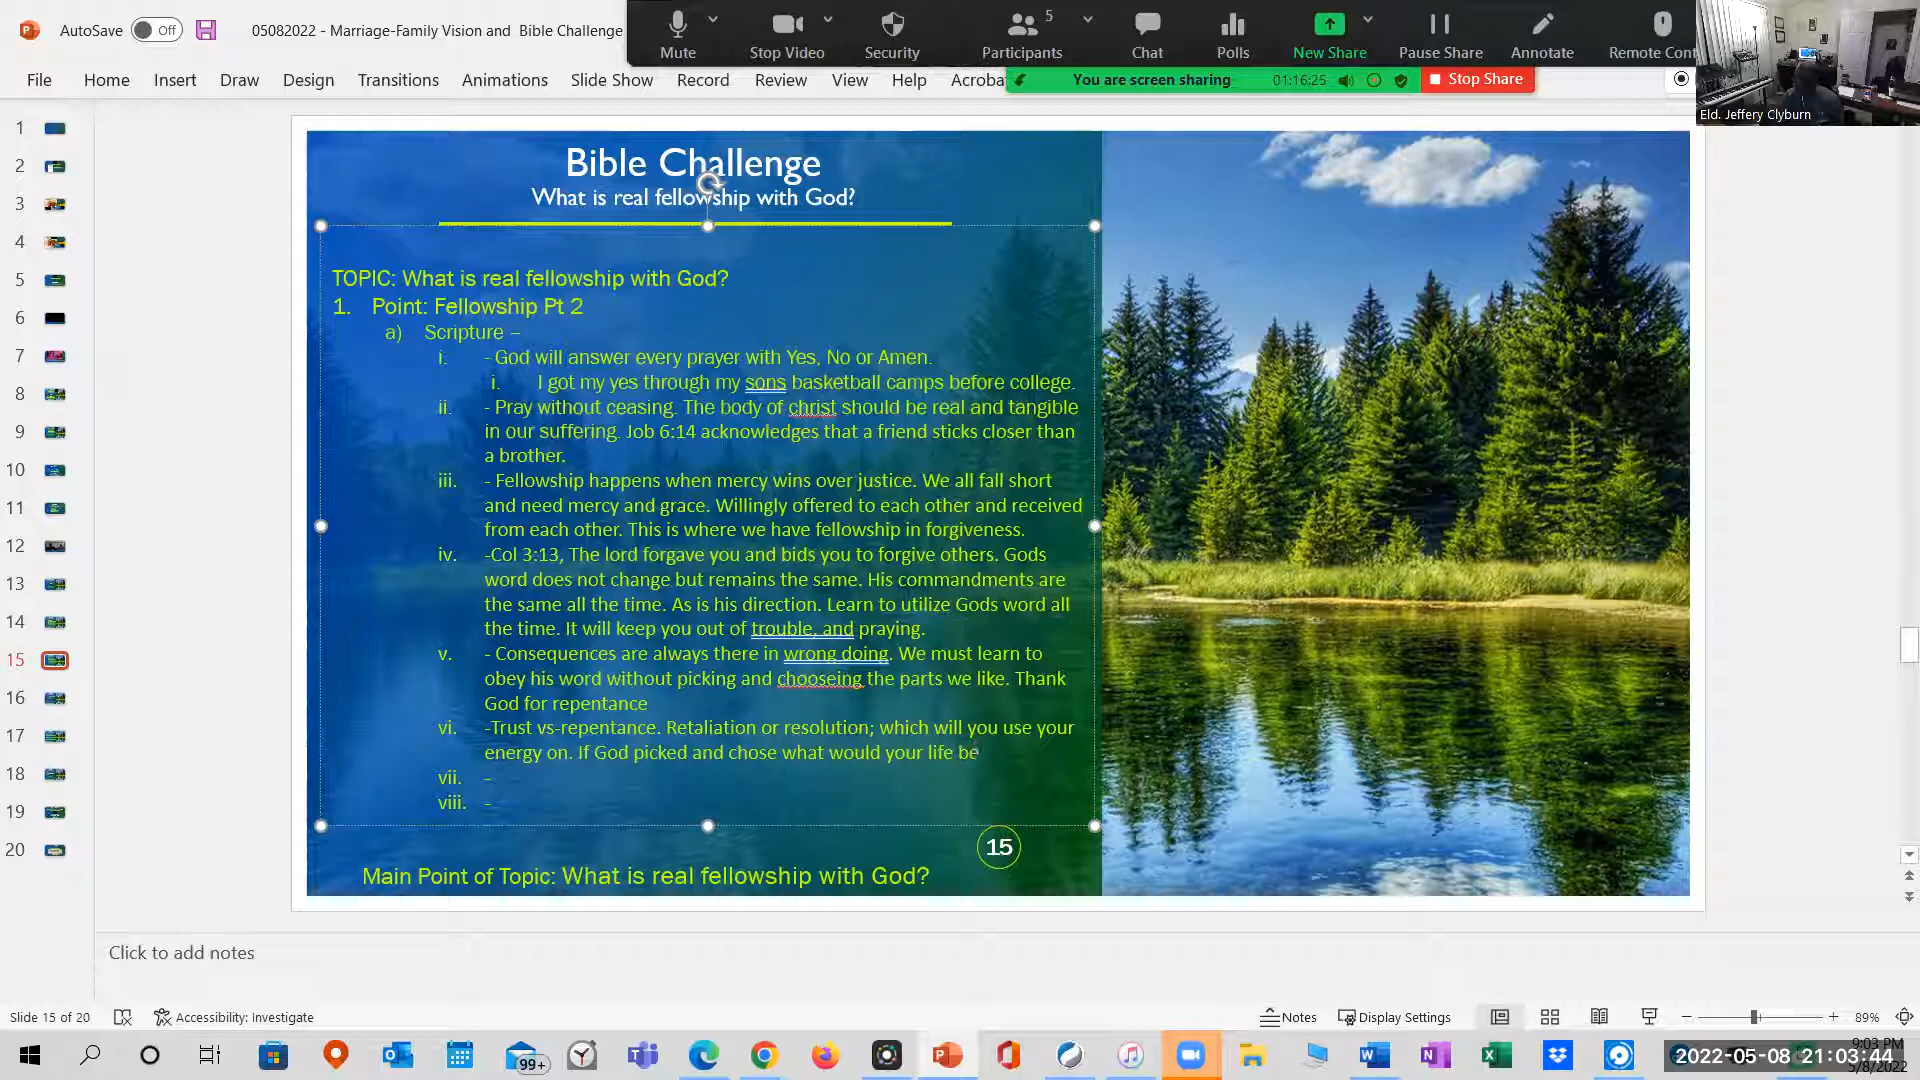 AutoSave Off 05082022 - Marriage-Family Vision and Bible Challenge
Mute Stop Video Security Participants 5 Chat Polls New Share Pause Share Annotate Remote Cont
File Home Insert Draw Design Transitions Animations Slide Show Record Review View Help Acroba
You are screen sharing 01:16:25 Stop Share
Eld. Jeffery Clyburn
1
2
3
4
5
6
7
8
9
10
11
12
13
14
15
16
17
18
19
20
Bible Challenge
What is real fellowship with God?
TOPIC: What is real fellowship with God?
1. Point: Fellowship Pt 2
a) Scripture –
i. - God will answer every prayer with Yes, No or Amen.
i. I got my yes through my sons basketball camps before college.
ii. - Pray without ceasing. The body of christ should be real and tangible
in our suffering. Job 6:14 acknowledges that a friend sticks closer than
a brother.
iii. - Fellowship happens when mercy wins over justice. We all fall short
and need mercy and grace. Willingly offered to each other and received
from each other. This is where we have fellowship in forgiveness.
iv. -Col 3:13, The lord forgave you and bids you to forgive others. Gods
word does not change but remains the same. His commandments are
the same all the time. As is his direction. Learn to utilize Gods word all
the time. It will keep you out of trouble, and praying.
v. - Consequences are always there in wrong doing. We must learn to
obey his word without picking and chooseing the parts we like. Thank
God for repentance
vi. -Trust vs-repentance. Retaliation or resolution; which will you use your
energy on. If God picked and chose what would your life be
vii. -
viii. -
15
Main Point of Topic: What is real fellowship with God?
Click to add notes
Slide 15 of 20 Accessibility: Investigate Notes Display Settings 89%
99+
9:03 PM
2022-05-08 21:03:44
5/8/2022